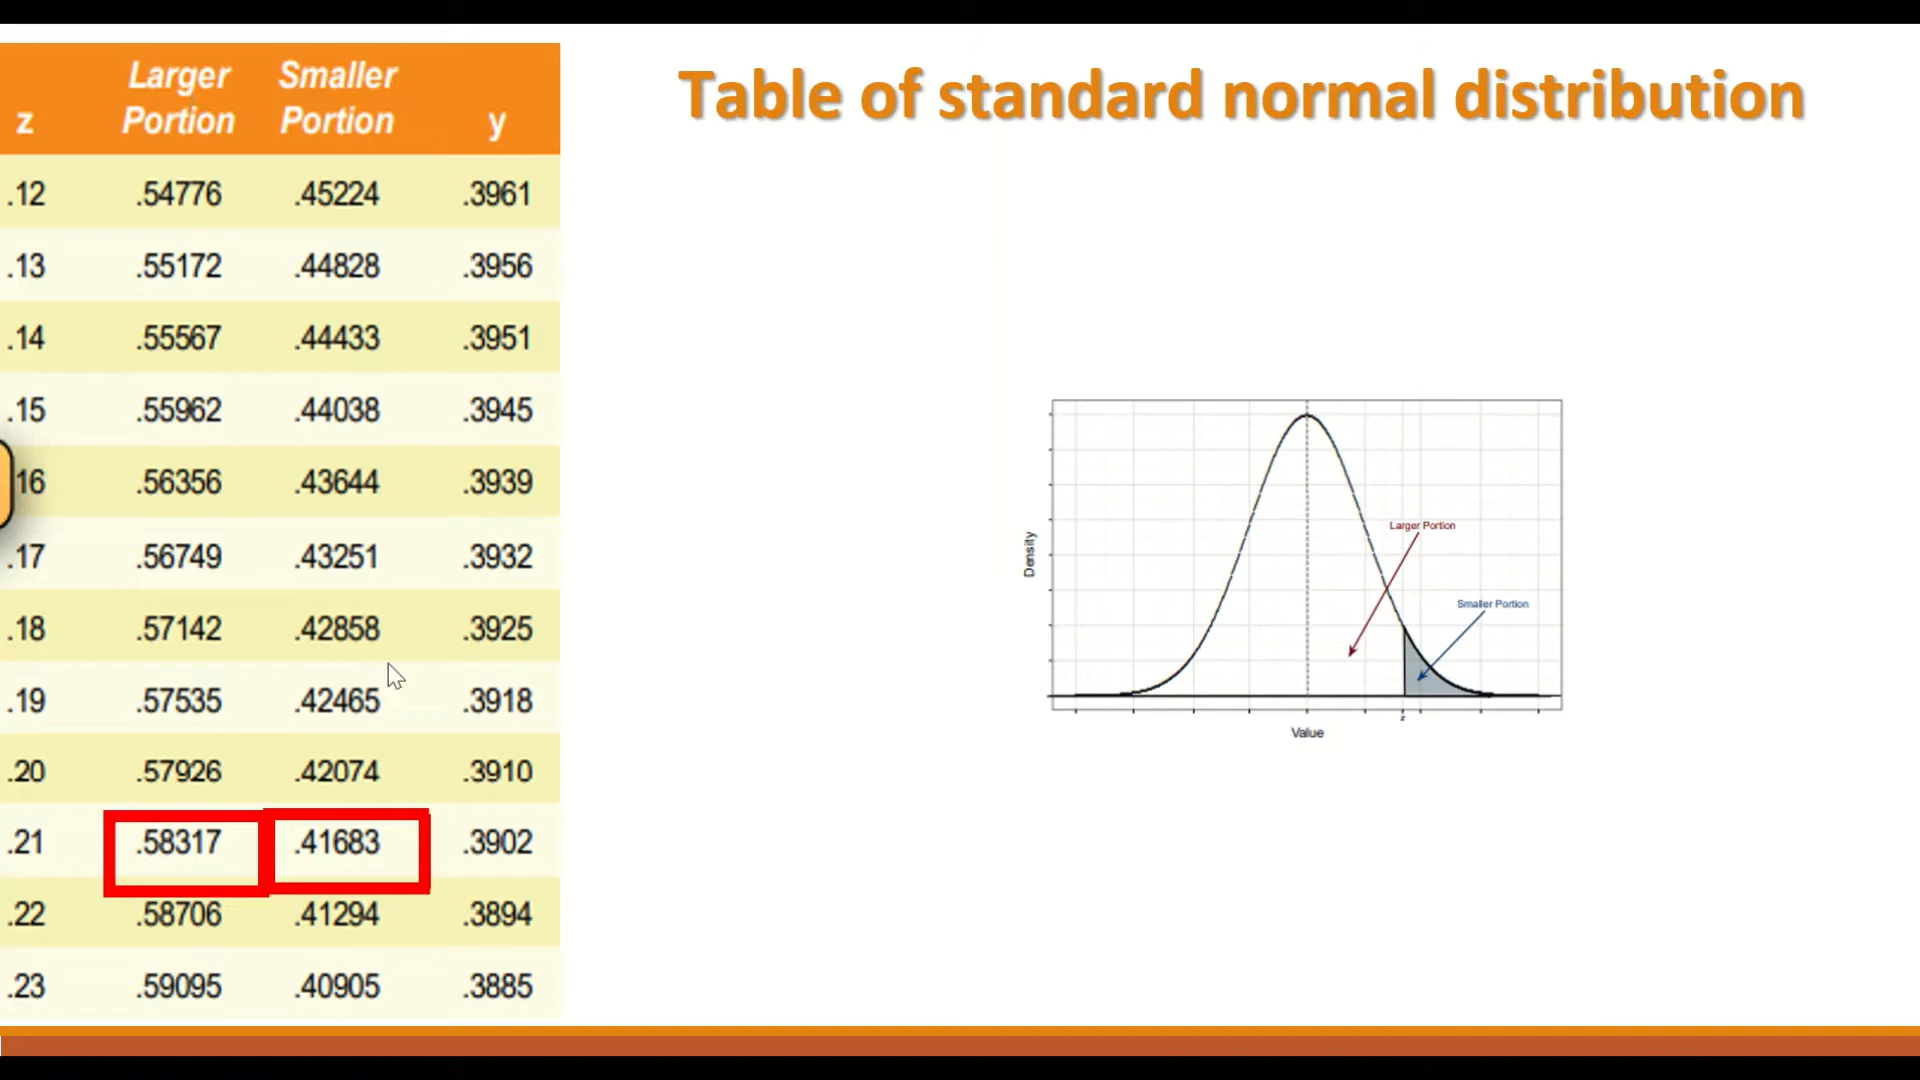 Table of standard normal distribution
z Larger Portion Smaller Portion y
.12 .54776 .45224 .3961
.13 .55172 .44828 .3956
.14 .55567 .44433 .3951
.15 .55962 .44038 .3945
16 .56356 .43644 .3939
.17 .56749 .43251 .3932
.18 .57142 .42858 .3925
.19 .57535 .42465 .3918
.20 .57926 .42074 .3910
.21 .58317 .41683 .3902
.22 .58706 .41294 .3894
.23 .59095 .40905 .3885
Larger Portion
Smaller Portion
Density
z
Value